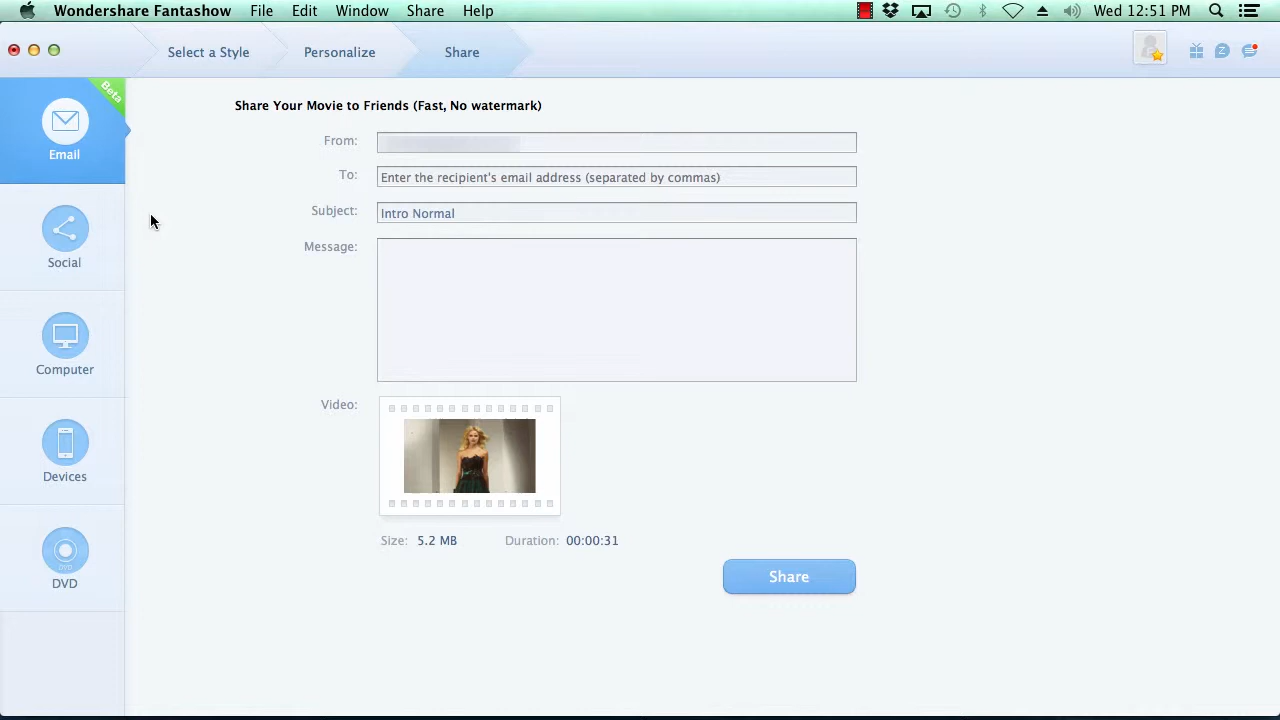 Wondershare Fantashow File Edit Window Share Help Wed 12:51 PM
Select a Style Personalize Share
Beta
Email
Social
Computer
Devices
DVD
DVD
Share Your Movie to Friends (Fast, No watermark)
From:
To: Enter the recipient's email address (separated by commas)
Subject: Intro Normal
Message:
Video:
Size: 5.2 MB Duration: 00:00:31
Share